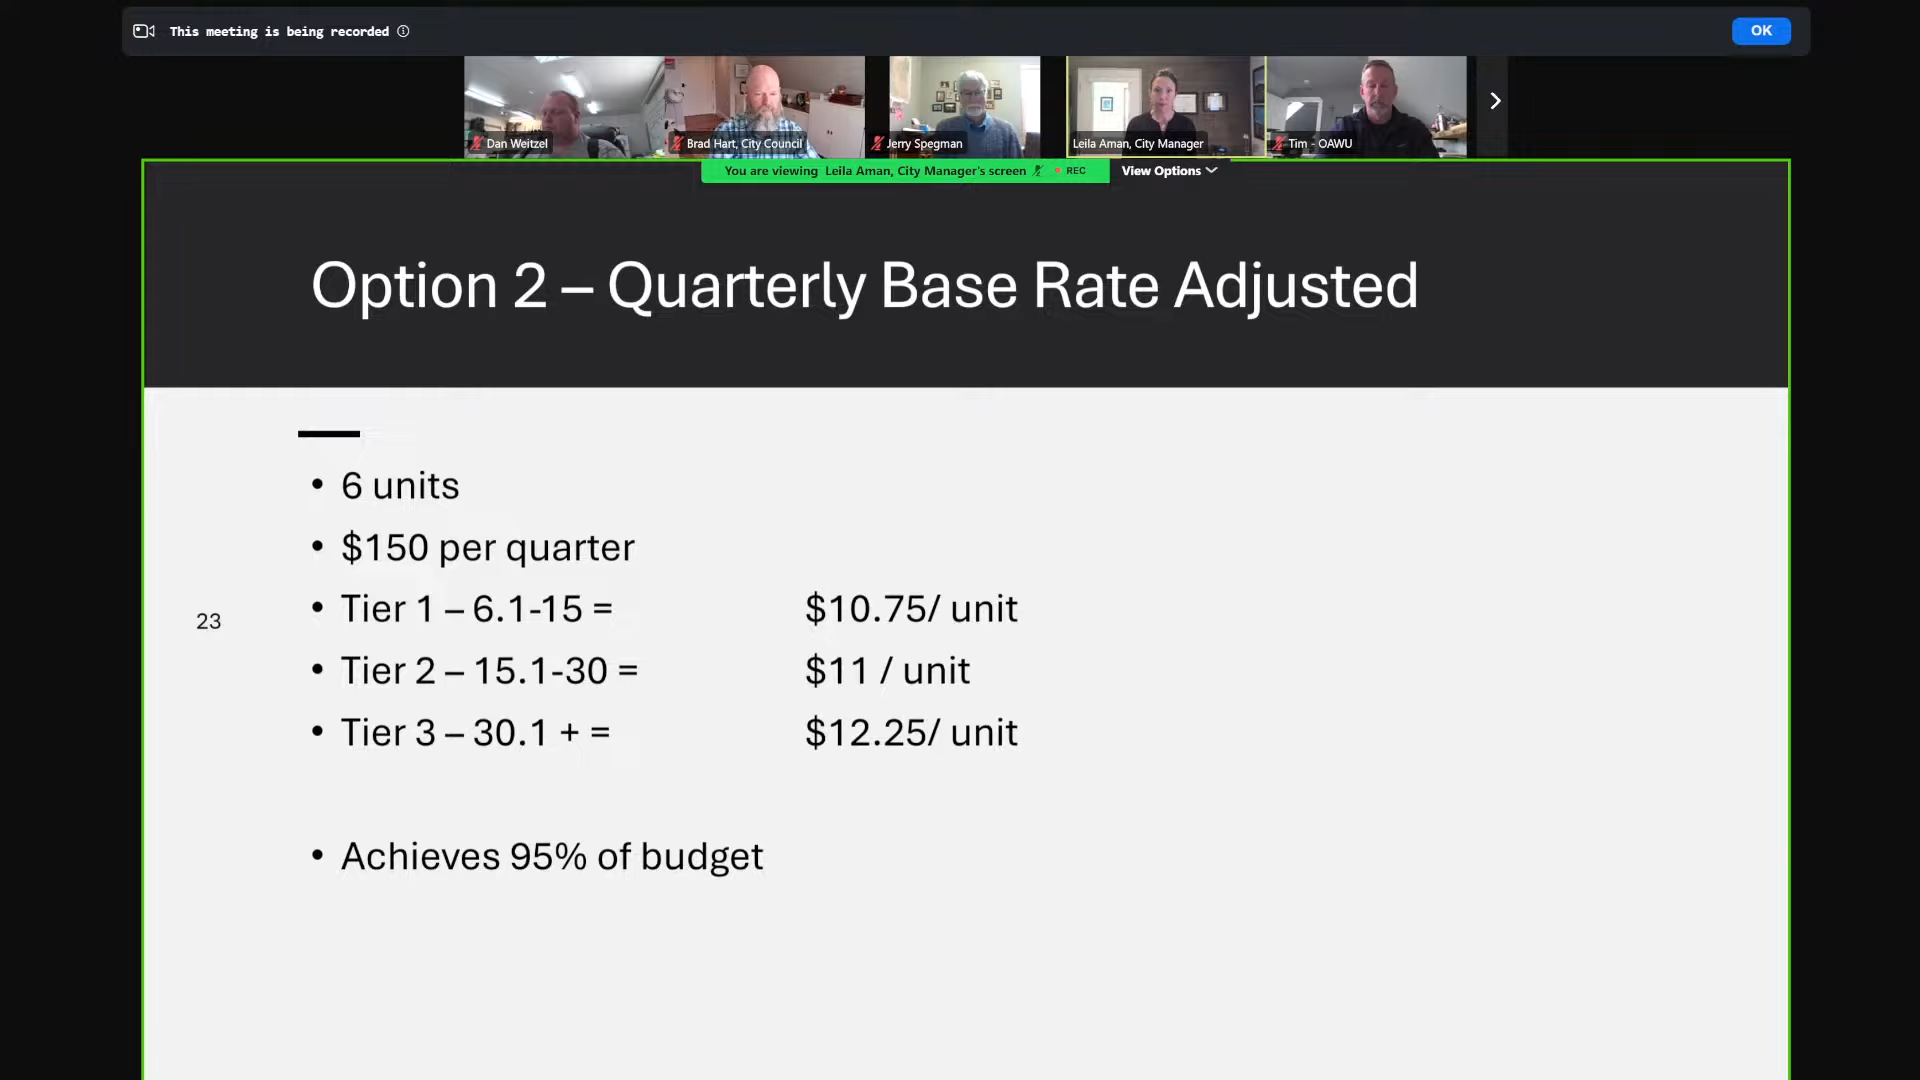 This meeting is being recorded
OK
Dan Weitzel
Brad Hart, City Council
Jerry Spegman
Leila Aman, City Manager
Tim - OAWU
You are viewing Leila Aman, City Manager's screen
REC
View Options
Option 2 – Quarterly Base Rate Adjusted
• 6 units
• $150 per quarter
• Tier 1 – 6.1-15 = $10.75/ unit
23
• Tier 2 – 15.1-30 = $11 / unit
• Tier 3 – 30.1 + = $12.25/ unit
• Achieves 95% of budget